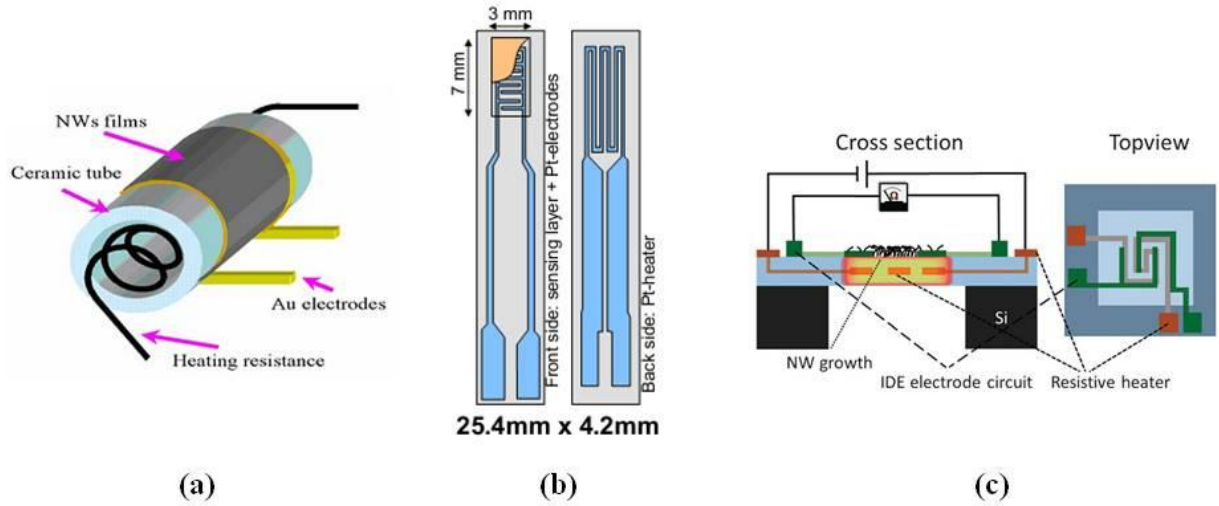 NWs films
Ceramic tube
Au electrodes
Heating resistance
(a)
3 mm
7 mm
Front side: sensing layer + Pt-electrodes
Back side: Pt-heater
25.4mm x 4.2mm
(b)
Cross section
Topview
Ω
Si
NW growth
IDE electrode circuit
Resistive heater
(c)